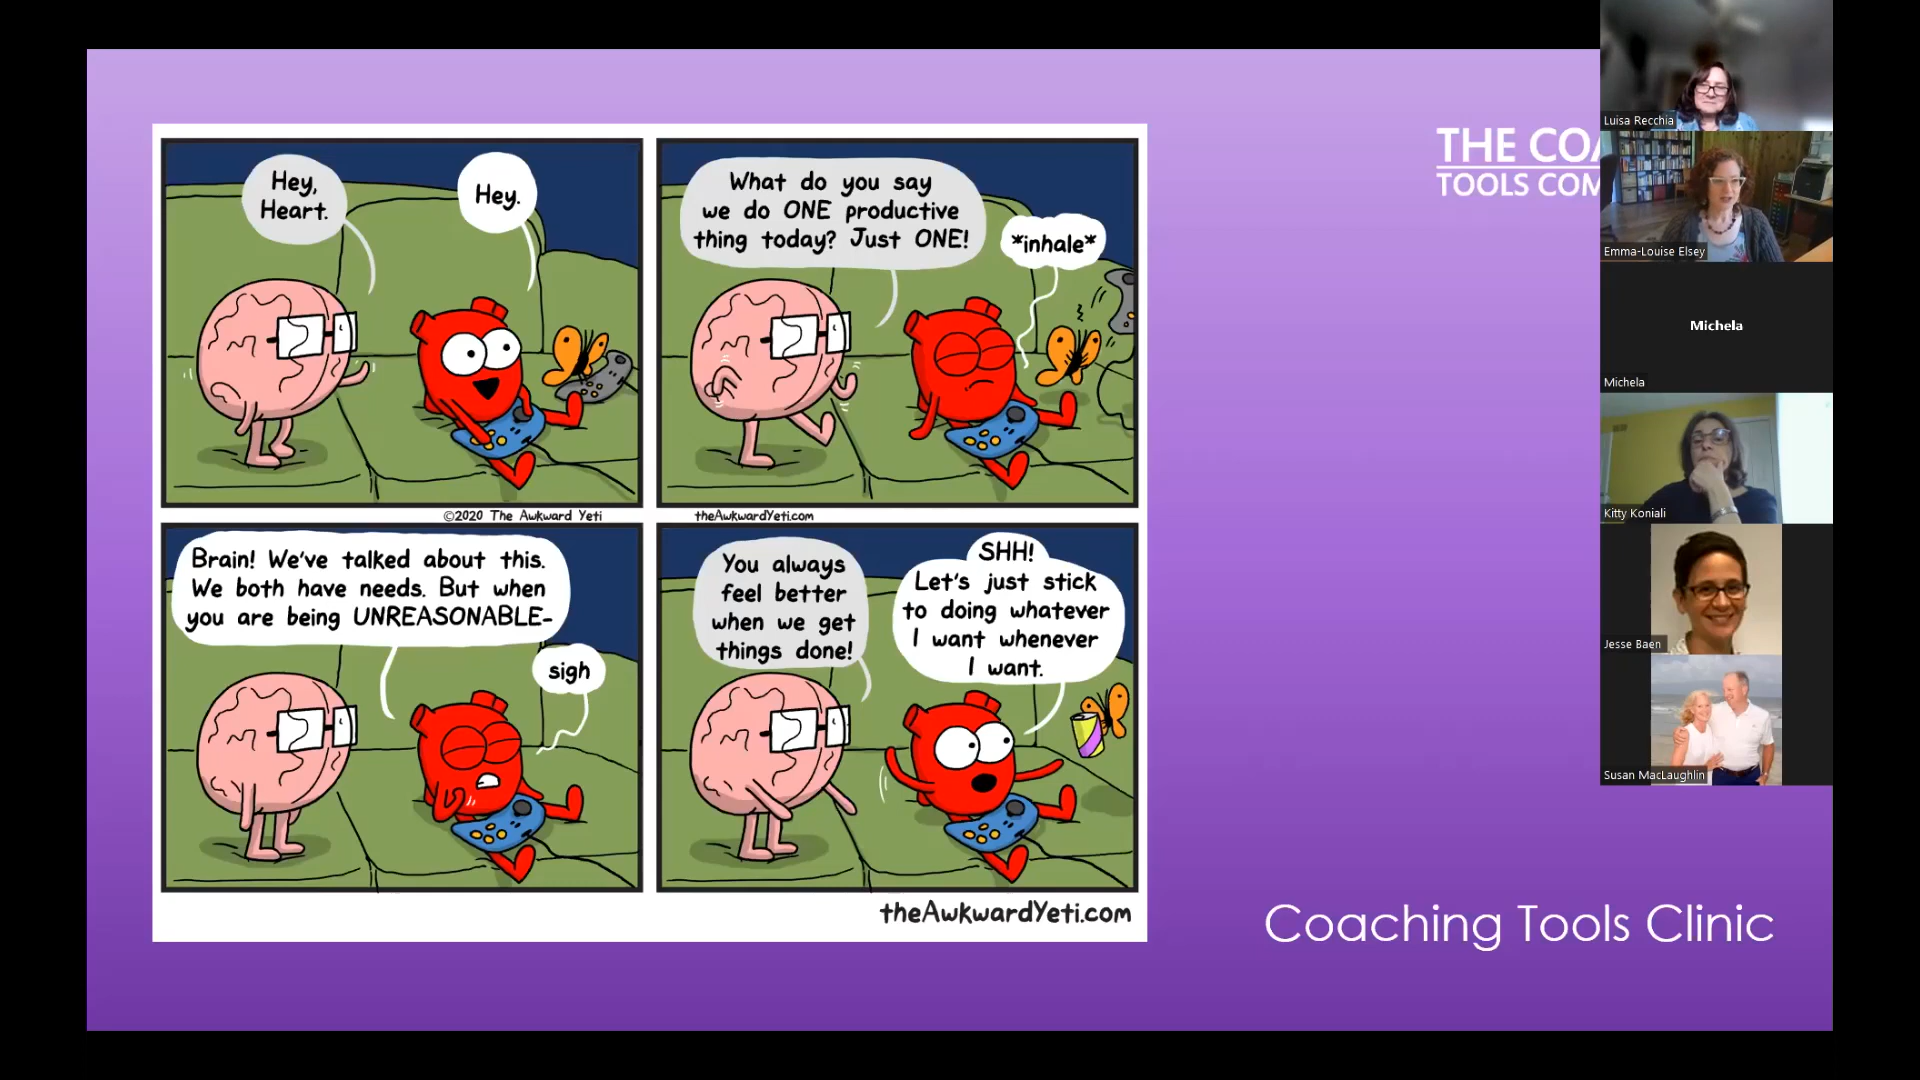 Hey,
Heart.
Hey.
What do you say
we do ONE productive
thing today? Just ONE!
*inhale*
©2020 The Awkward Yeti
theAwkwardYeti.com
Brain! We've talked about this.
We both have needs. But when
you are being UNREASONABLE-
sigh
You always
feel better
when we get
things done!
SHH!
Let's just stick
to doing whatever
I want whenever
I want.
theAwkwardYeti.com
THE COA
TOOLS COM
Coaching Tools Clinic
Luisa Recchia
Emma-Louise Elsey
Michela
Michela
Kitty Koniali
Jesse Baen
Susan MacLaughlin